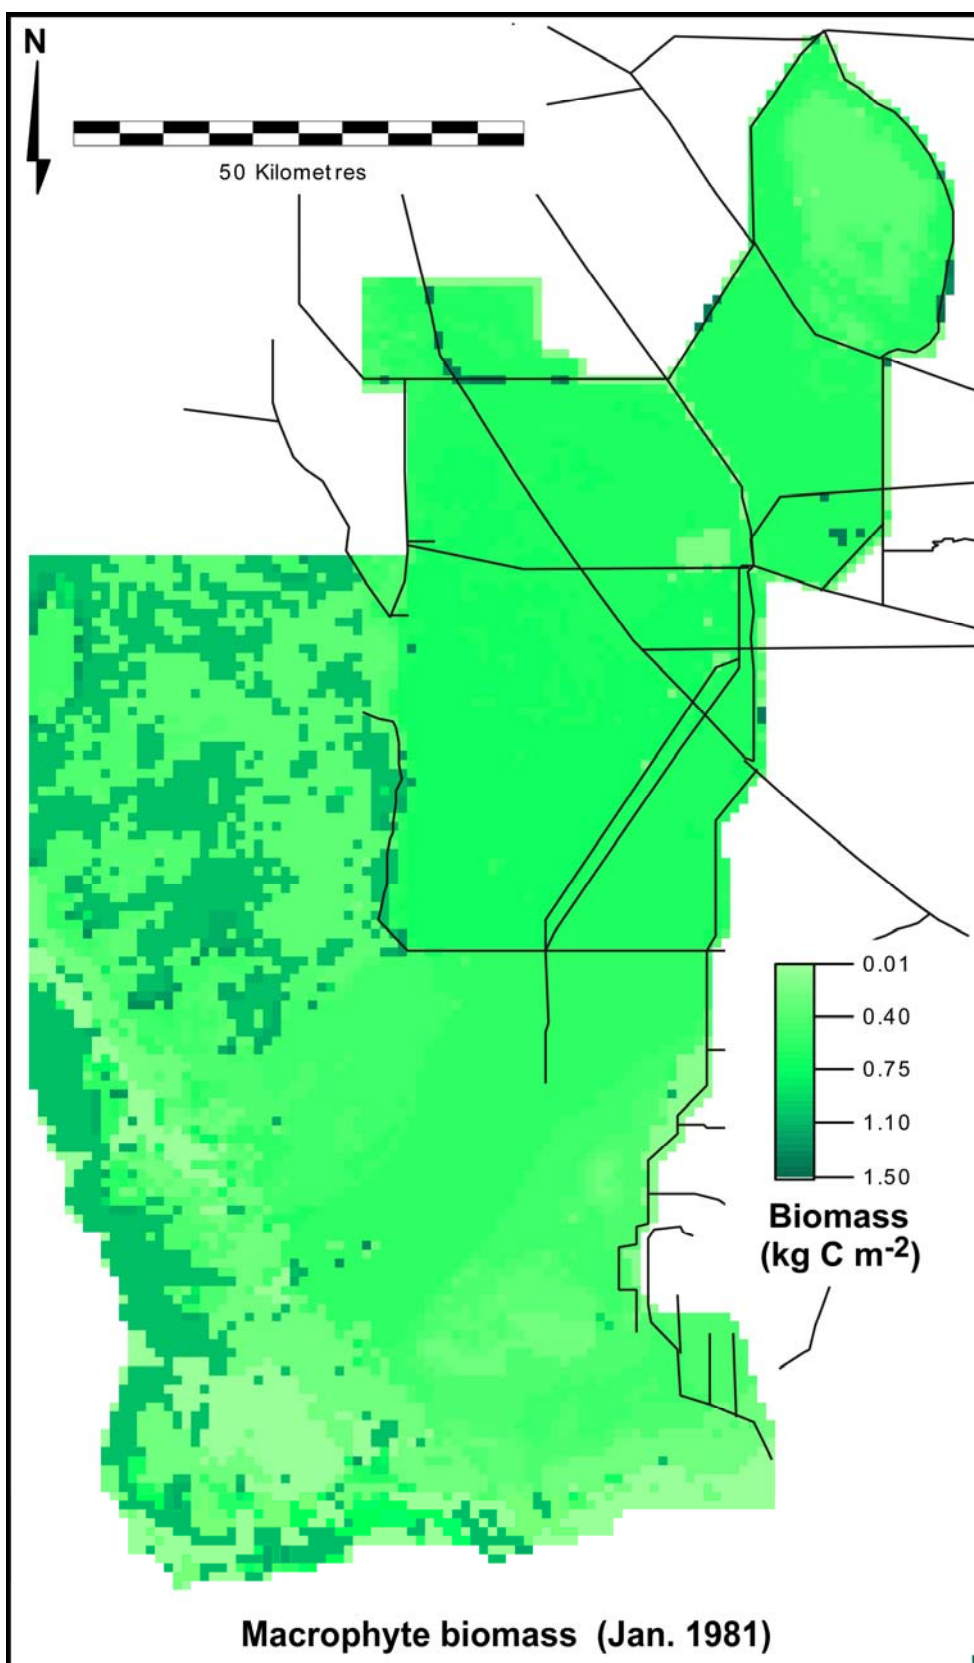 N
50 Kilometres
0.01
0.40
0.75
1.10
1.50
Biomass
(kg C m-2)
Macrophyte biomass (Jan. 1981)